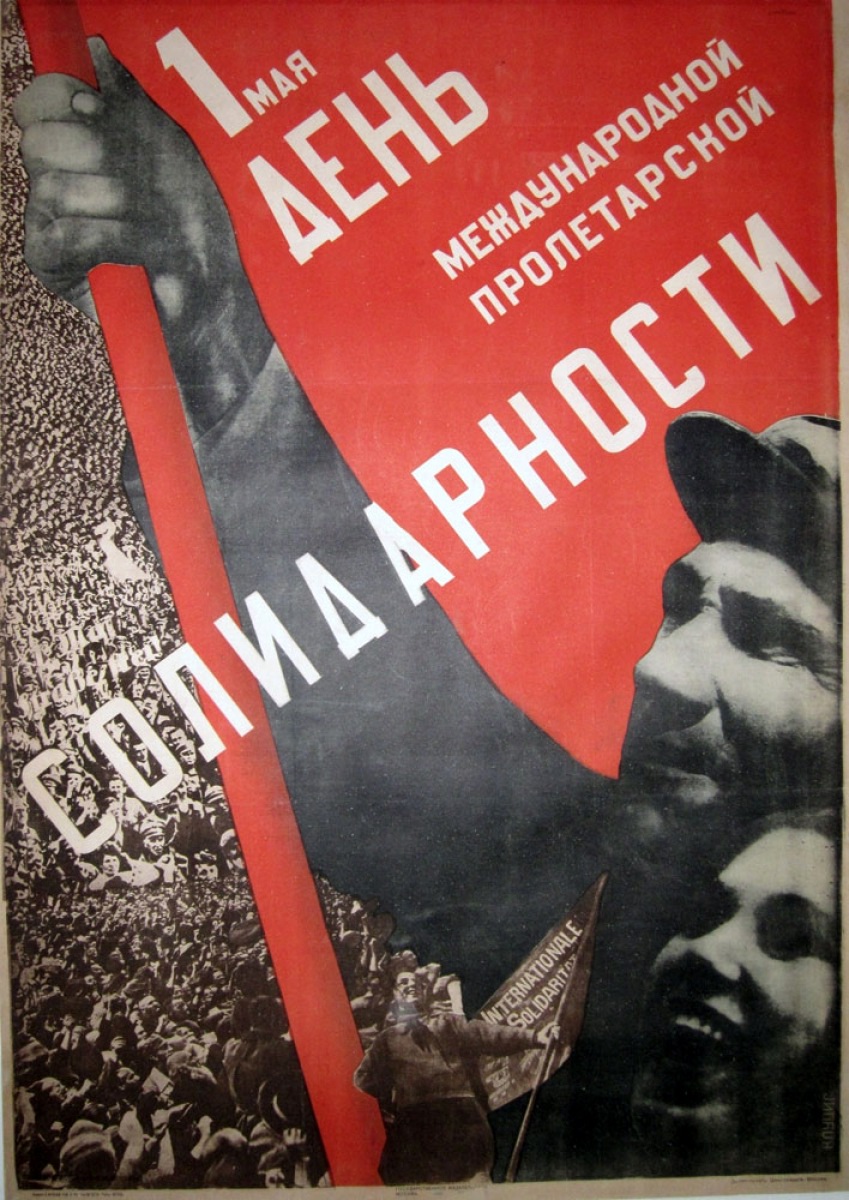 1 МАЯ
ДЕНЬ
МЕЖДУНАРОДНОЙ
ПРОЛЕТАРСКОЙ
СОЛИДАРНОСТИ
INTERNATIONALE
SOLIDARITÄT